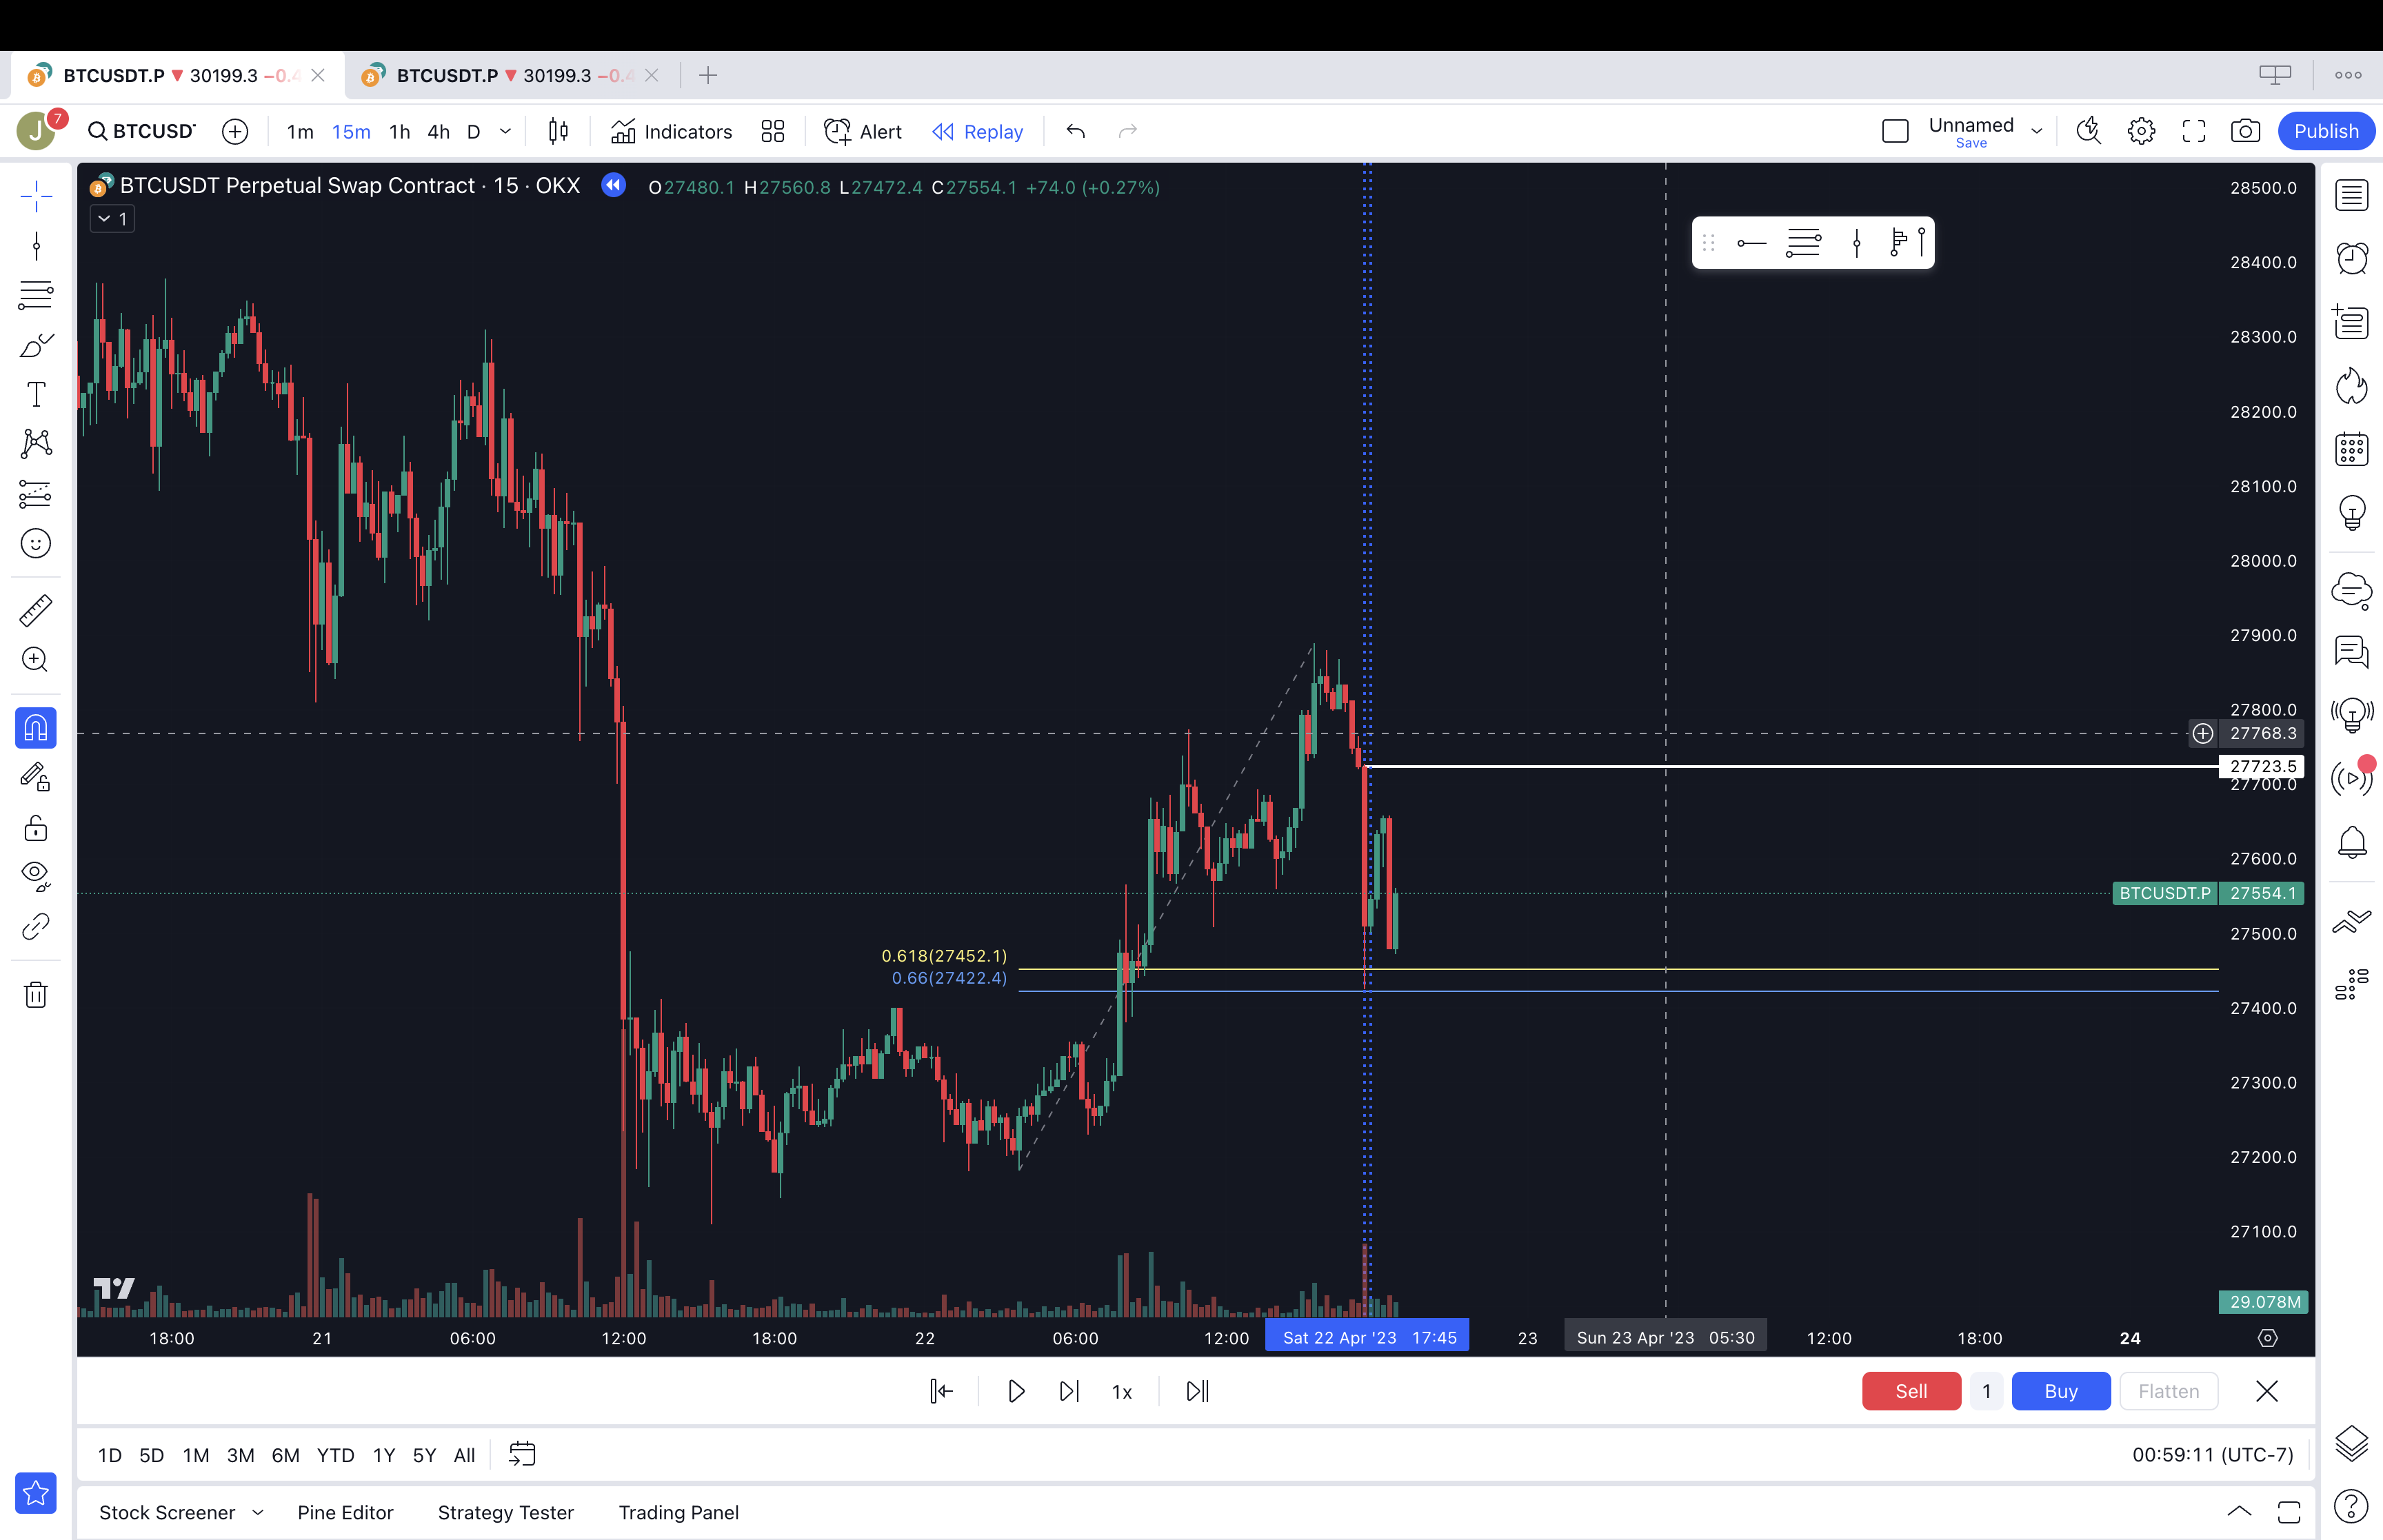 BTCUSDT.P 30199.3 −0.4 BTCUSDT.P 30199.3 −0.4
J 7 BTCUSD 1m 15m 1h 4h D Indicators Alert Replay Unnamed Save Publish
BTCUSDT Perpetual Swap Contract · 15 · OKX O27480.1 H27560.8 L27472.4 C27554.1 +74.0 (+0.27%)
1
28500.0
28400.0
28300.0
28200.0
28100.0
28000.0
27900.0
27800.0
27768.3
27723.5
27700.0
27600.0
BTCUSDT.P 27554.1
27500.0
0.618(27452.1)
0.66(27422.4)
27400.0
27300.0
27200.0
27100.0
29.078M
18:00 21 06:00 12:00 18:00 22 06:00 12:00 Sat 22 Apr '23 17:45 23 Sun 23 Apr '23 05:30 12:00 18:00 24
1x Sell 1 Buy Flatten
1D 5D 1M 3M 6M YTD 1Y 5Y All 00:59:11 (UTC-7)
Stock Screener Pine Editor Strategy Tester Trading Panel